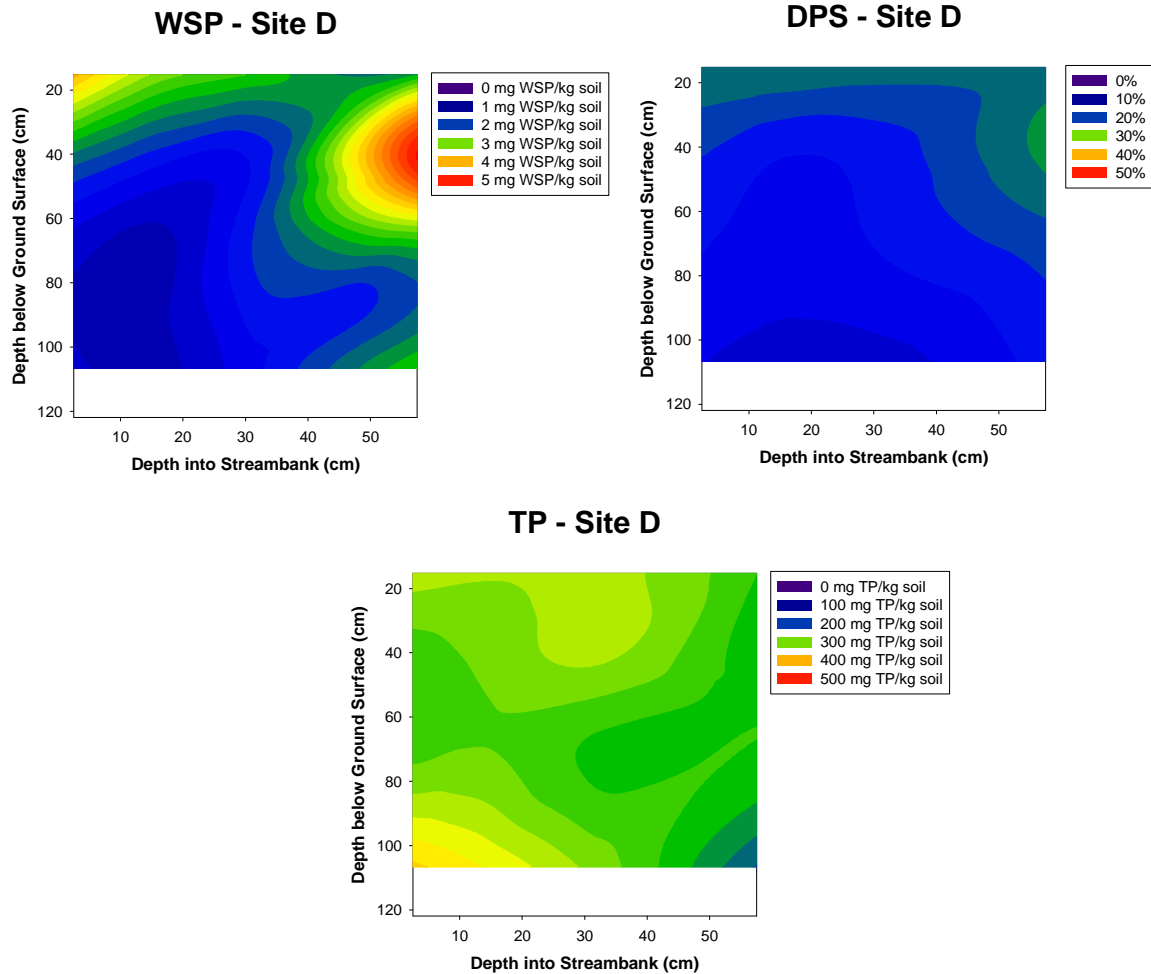 WSP - Site D
Depth below Ground Surface (cm)
20
40
60
80
100
120
10
20
30
40
50
Depth into Streambank (cm)
0 mg WSP/kg soil
1 mg WSP/kg soil
2 mg WSP/kg soil
3 mg WSP/kg soil
4 mg WSP/kg soil
5 mg WSP/kg soil
DPS - Site D
Depth below Ground Surface (cm)
20
40
60
80
100
120
10
20
30
40
50
Depth into Streambank (cm)
0%
10%
20%
30%
40%
50%
TP - Site D
Depth below Ground Surface (cm)
20
40
60
80
100
120
10
20
30
40
50
Depth into Streambank (cm)
0 mg TP/kg soil
100 mg TP/kg soil
200 mg TP/kg soil
300 mg TP/kg soil
400 mg TP/kg soil
500 mg TP/kg soil